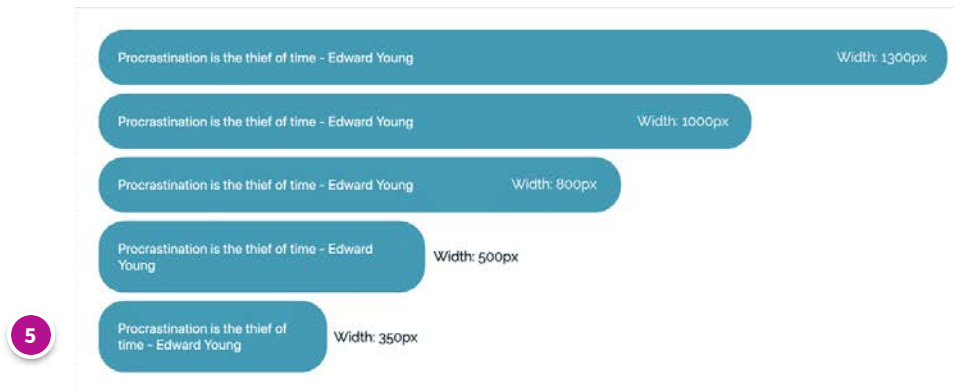 Procrastination is the thief of time - Edward Young Width: 1300px
Procrastination is the thief of time - Edward Young Width: 1000px
Procrastination is the thief of time - Edward Young Width: 800px
Procrastination is the thief of time - Edward
Young
Width: 500px
5
Procrastination is the thief of
time - Edward Young
Width: 350px